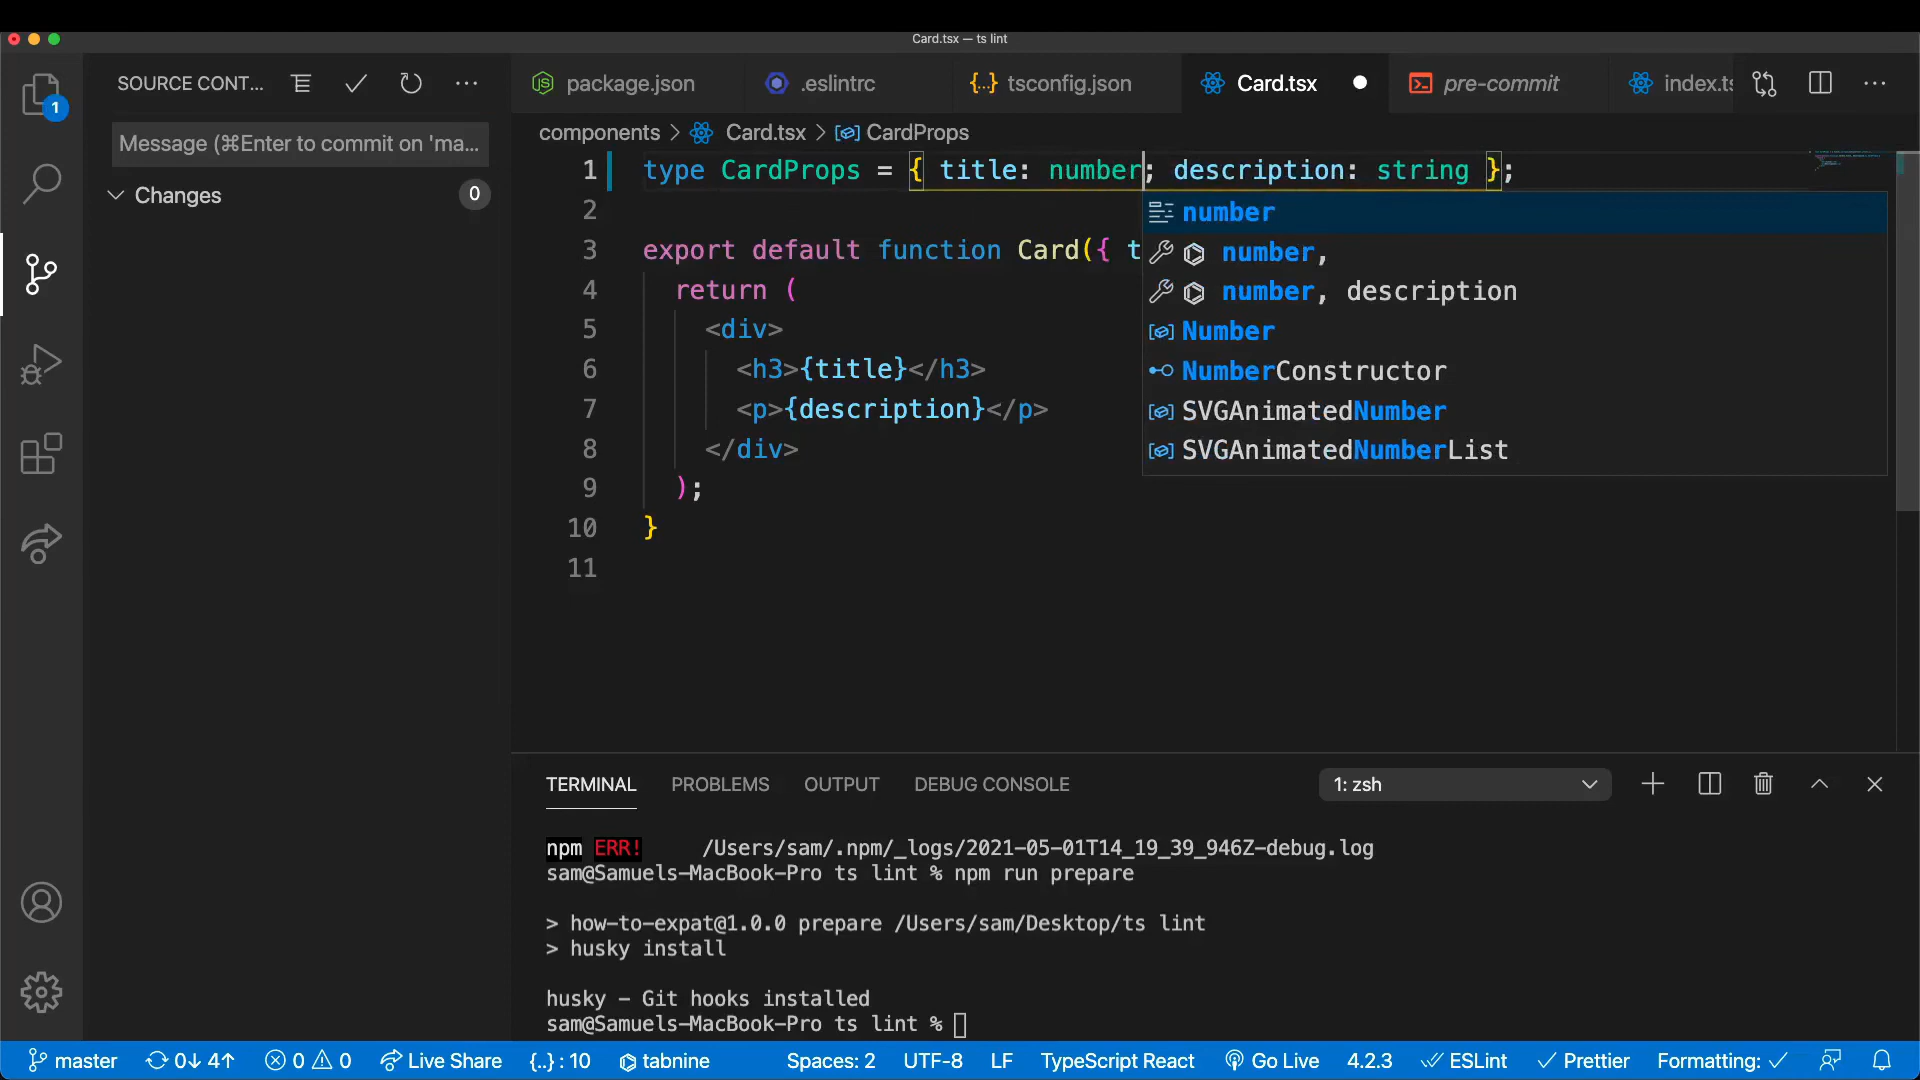 Card.tsx — ts lint
SOURCE CONT...
package.json
.eslintrc
{...} tsconfig.json
Card.tsx
pre-commit
index.ts
1
Message (⌘Enter to commit on 'ma...
components > Card.tsx > CardProps
Changes
0
1 type CardProps = { title: number; description: string };
2
3 export default function Card({ t
4 return (
5 <div>
6 <h3>{title}</h3>
7 <p>{description}</p>
8 </div>
9 );
10 }
11
number
number,
number, description
Number
NumberConstructor
SVGAnimatedNumber
SVGAnimatedNumberList
TERMINAL PROBLEMS OUTPUT DEBUG CONSOLE
1: zsh
npm ERR! /Users/sam/.npm/_logs/2021-05-01T14_19_39_946Z-debug.log
sam@Samuels-MacBook-Pro ts lint % npm run prepare
> how-to-expat@1.0.0 prepare /Users/sam/Desktop/ts lint
> husky install
husky - Git hooks installed
sam@Samuels-MacBook-Pro ts lint %
master 0↓ 4↑ 0 0 Live Share {..} : 10 tabnine Spaces: 2 UTF-8 LF TypeScript React Go Live 4.2.3 ESLint Prettier Formatting: ✓